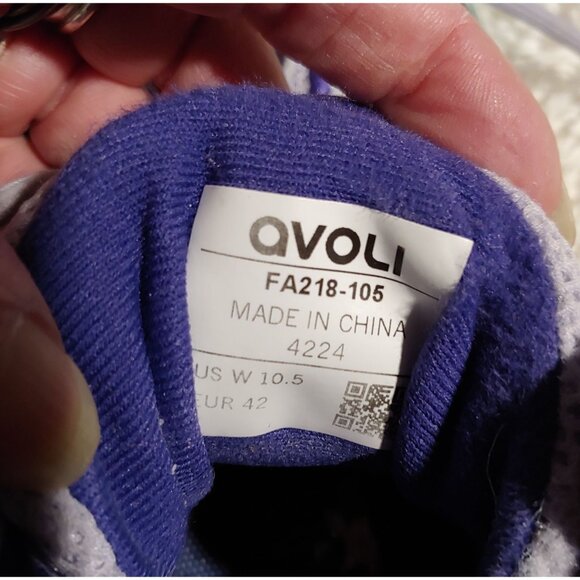 avoli
FA218-105
MADE IN CHINA
4224
US W 10.5
EUR 42